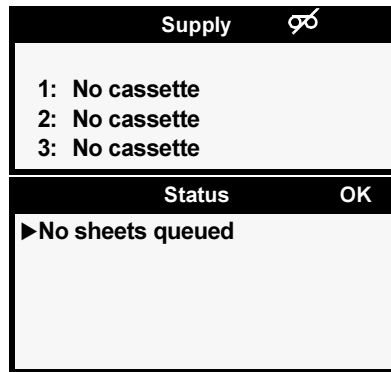 Supply
1: No cassette
2: No cassette
3: No cassette
Status OK
▶No sheets queued